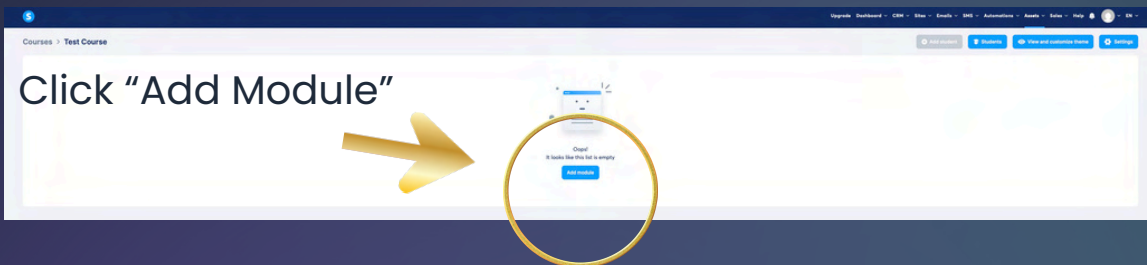 S
Upgrade Dashboard CRM Sites Emails SMS Automations Assets Sales Help EN
Courses > Test Course
Add student Students View and customize theme Settings
Click “Add Module”
Oops!
It looks like this list is empty
Add module